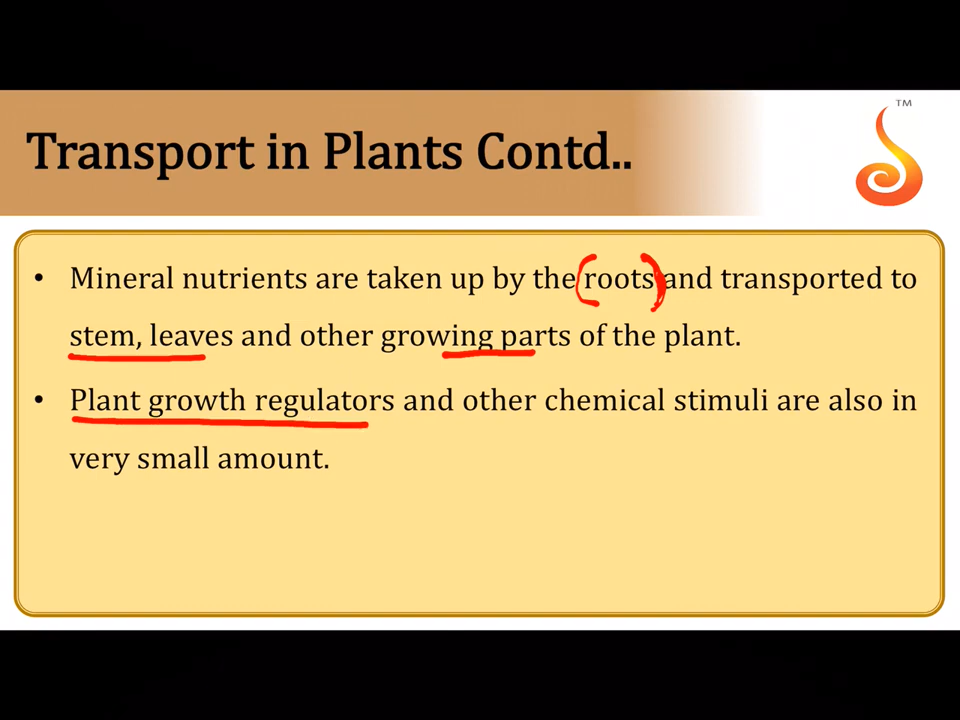 TM
Transport in Plants Contd..
• Mineral nutrients are taken up by the roots and transported to
stem, leaves and other growing parts of the plant.
• Plant growth regulators and other chemical stimuli are also in
very small amount.